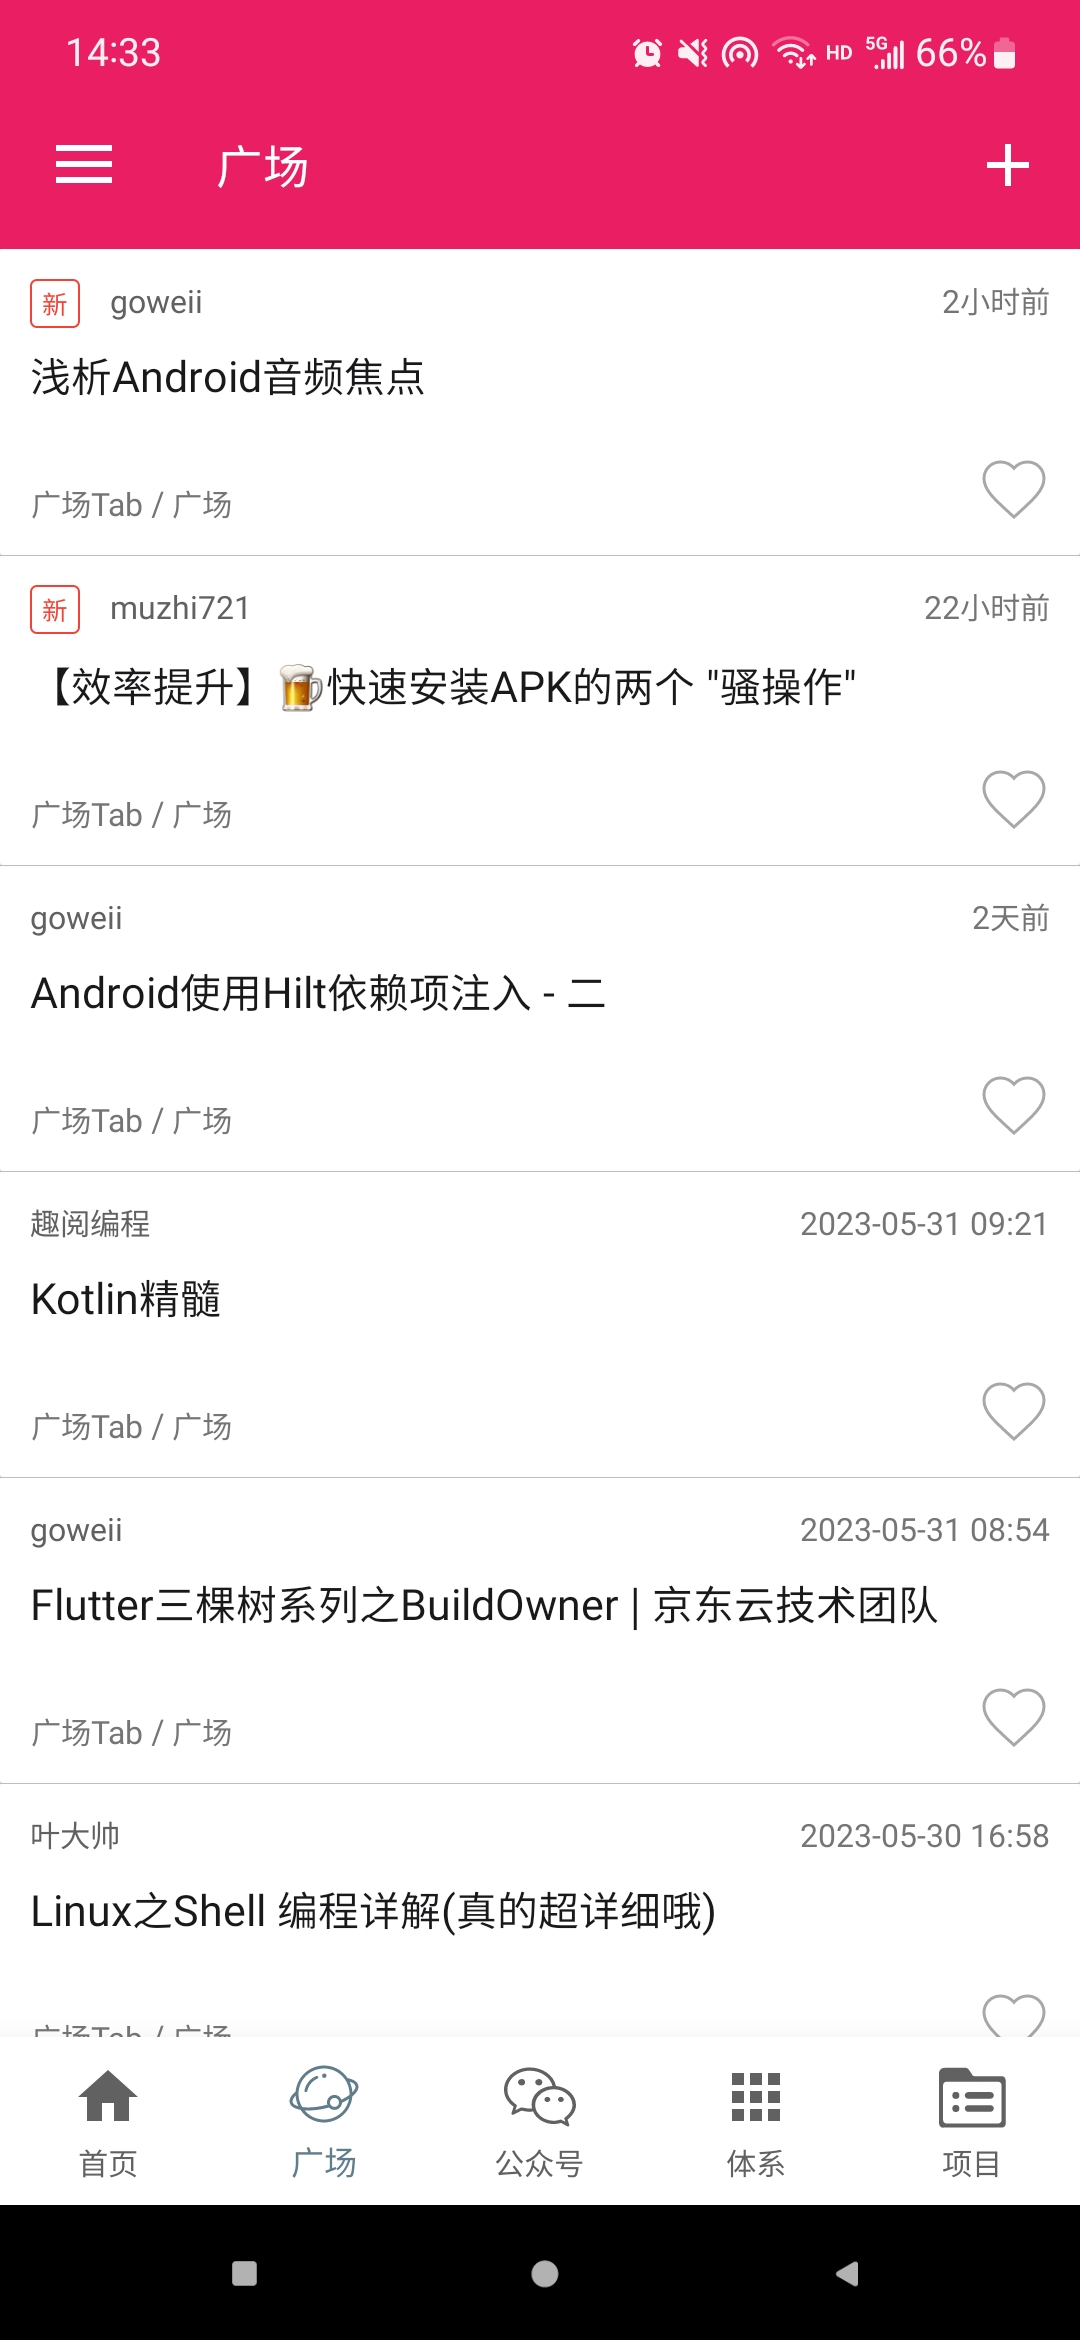 14:33 HD 5G 66%
广场
新 goweii 2小时前
浅析Android音频焦点
广场Tab / 广场
新 muzhi721 22小时前
【效率提升】🍺快速安装APK的两个 "骚操作"
广场Tab / 广场
goweii 2天前
Android使用Hilt依赖项注入 - 二
广场Tab / 广场
趣阅编程 2023-05-31 09:21
Kotlin精髓
广场Tab / 广场
goweii 2023-05-31 08:54
Flutter三棵树系列之BuildOwner | 京东云技术团队
广场Tab / 广场
叶大帅 2023-05-30 16:58
Linux之Shell 编程详解(真的超详细哦)
广场Tab / 广场
首页 广场 公众号 体系 项目